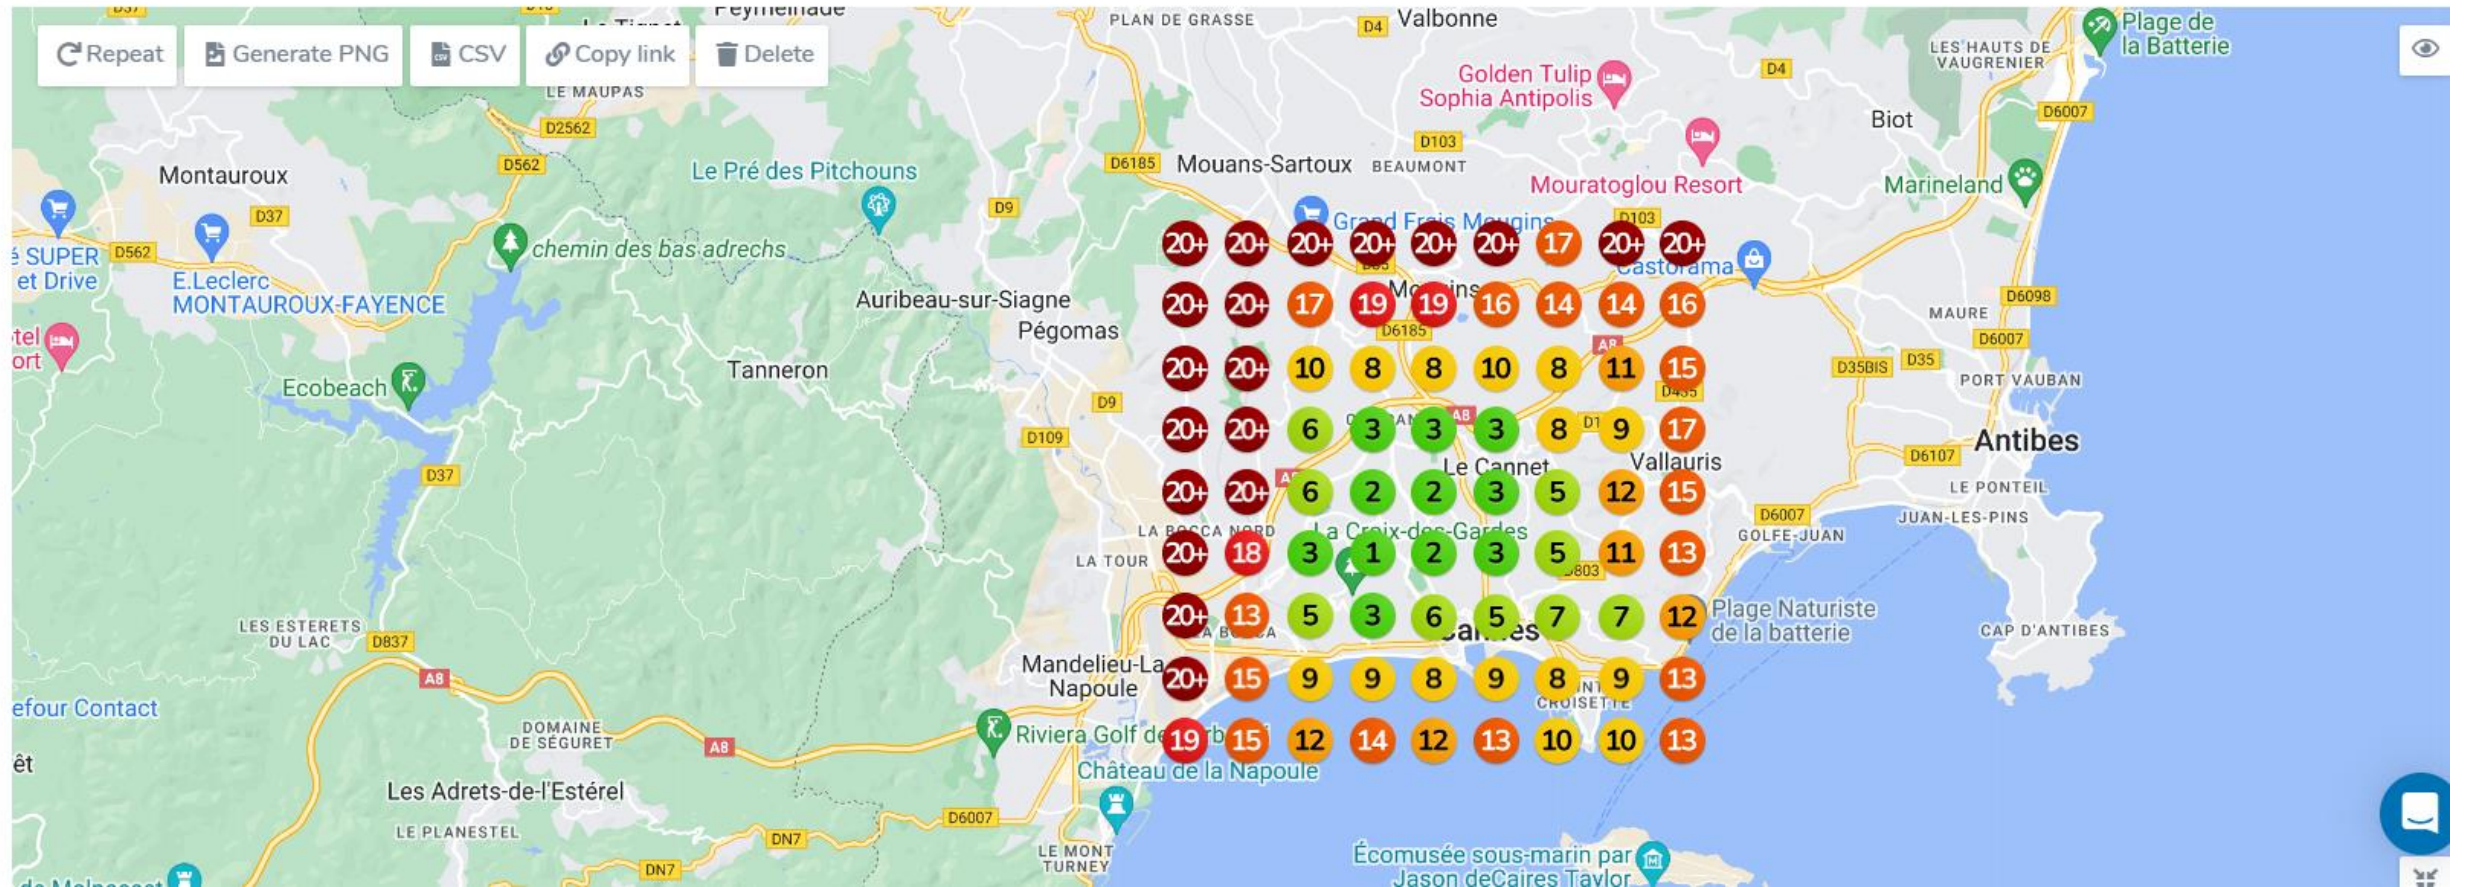 Peymeinade
PLAN DE GRASSE
D4
Valbonne
Plage de
la Batterie
LES HAUTS DE
VAUGRENIER
Repeat
Generate PNG
CSV
Copy link
Delete
LE MAUPAS
Golden Tulip
Sophia Antipolis
D4
D6007
Biot
D2562
D103
D562
Montauroux
Le Pré des Pitchouns
D6185
Mouans-Sartoux
BEAUMONT
Mouratoglou Resort
Marineland
D37
D9
Grand Frais Mougins
D103
chemin des bas adrechs
20+ 20+ 20+ 20+ 20+ 20+ 17 20+ 20+
é SUPER
et Drive
D562
E.Leclerc
MONTAUROUX-FAYENCE
Castorama
Auribeau-sur-Siagne
20+ 20+ 17 19 19 16 14 14 16
D6098
MAURE
Pégomas
D6185
D6007
tel
ort
A8
Tanneron
20+ 20+ 10 8 8 10 8 11 15
D35BIS
D35
PORT VAUBAN
Ecobeach
D9
A8
D109
20+ 20+ 6 3 3 3 8 9 17
Antibes
D6107
D37
Le Cannet
Vallauris
20+ 20+ 6 2 2 3 5 12 15
LE PONTEIL
D6007
JUAN-LES-PINS
LA BOCCA NORD
La Croix-des-Gardes
GOLFE-JUAN
LA TOUR
20+ 18 3 1 2 3 5 11 13
D803
20+ 13 5 3 6 5 7 7 12
Plage Naturiste
de la batterie
LES ESTERETS
DU LAC
D837
LA BOCCA
Cannes
CAP D'ANTIBES
Mandelieu-La
Napoule
A8
20+ 15 9 9 8 9 8 9 13
CROISETTE
efour Contact
DOMAINE
DE SÉGURET
A8
Riviera Golf de
19 15 12 14 12 13 10 10 13
êt
Château de la Napoule
Les Adrets-de-l'Estérel
LE PLANESTEL
D6007
DN7
LE MONT
TURNEY
DN7
Écomusée sous-marin par
Jason deCaires Taylor